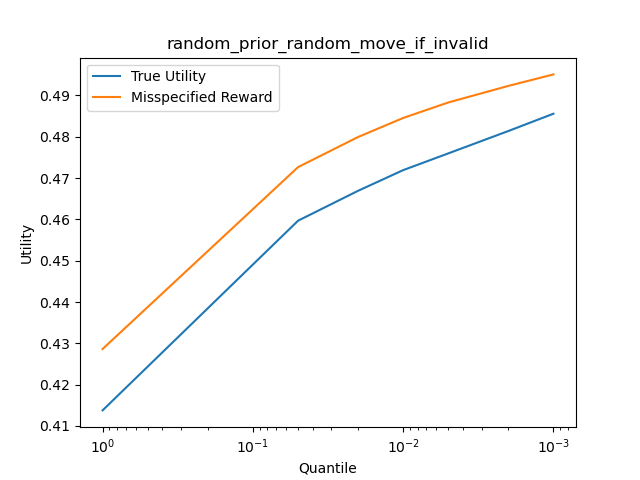 random_prior_random_move_if_invalid
True Utility
Misspecified Reward
Utility
0.49
0.48
0.47
0.46
0.45
0.44
0.43
0.42
0.41
10⁰
10⁻¹
10⁻²
10⁻³
Quantile